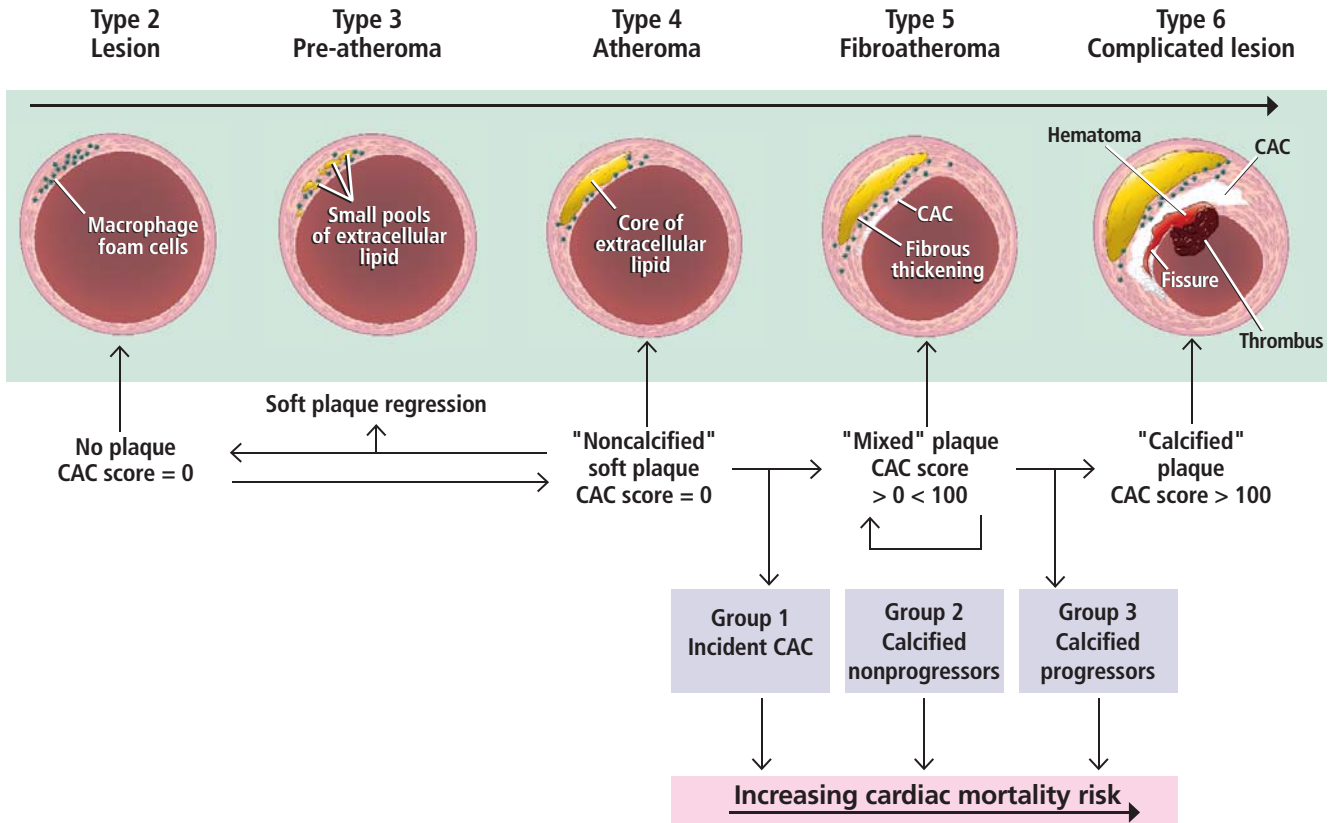 Type 2
Lesion
Type 3
Pre-atheroma
Type 4
Atheroma
Type 5
Fibroatheroma
Type 6
Complicated lesion
Macrophage
foam cells
Small pools
of extracellular
lipid
Core of
extracellular
lipid
CAC
Fibrous
thickening
Hematoma
CAC
Fissure
Thrombus
No plaque
CAC score = 0
Soft plaque regression
"Noncalcified"
soft plaque
CAC score = 0
"Mixed" plaque
CAC score
> 0 < 100
"Calcified"
plaque
CAC score > 100
Group 1
Incident CAC
Group 2
Calcified
nonprogressors
Group 3
Calcified
progressors
Increasing cardiac mortality risk